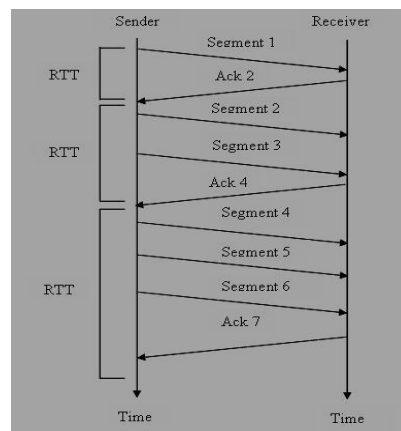 Sender Receiver
Segment 1
RTT
Ack 2
Segment 2
RTT
Segment 3
Ack 4
Segment 4
Segment 5
RTT
Segment 6
Ack 7
Time Time